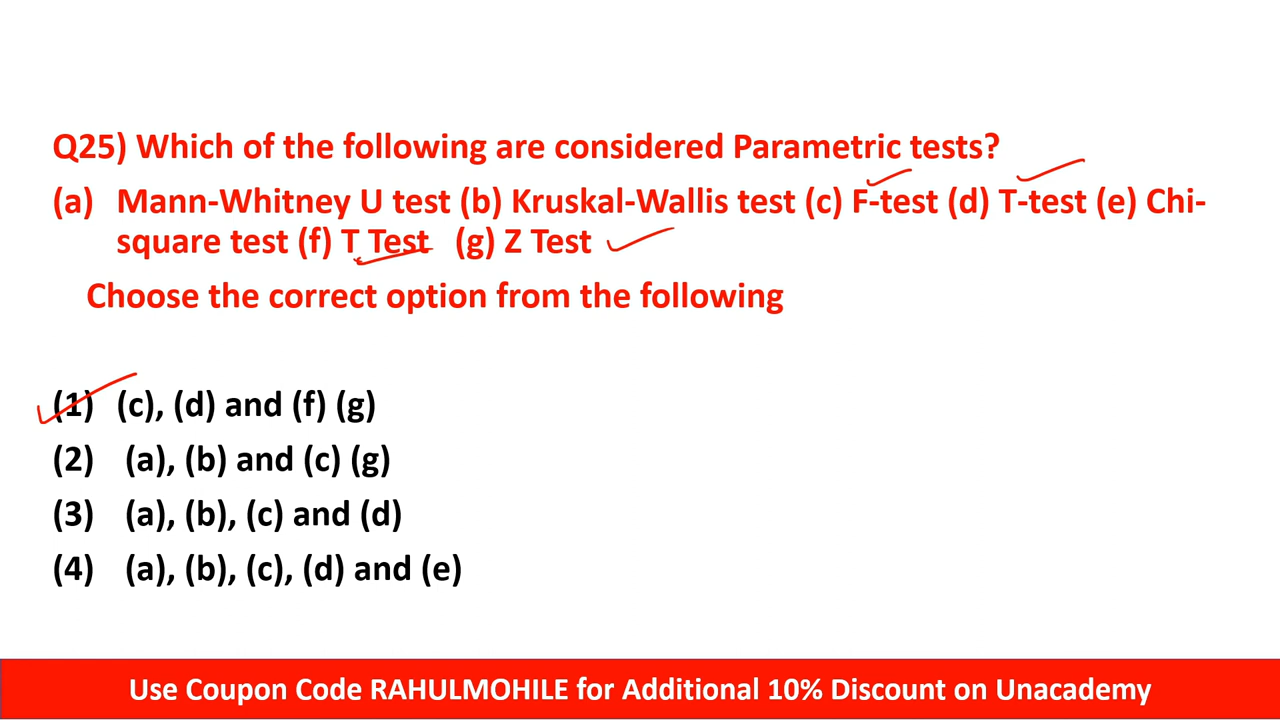 Q25) Which of the following are considered Parametric tests?
(a) Mann-Whitney U test (b) Kruskal-Wallis test (c) F-test (d) T-test (e) Chi-
square test (f) T Test (g) Z Test
Choose the correct option from the following
(1) (c), (d) and (f) (g)
(2) (a), (b) and (c) (g)
(3) (a), (b), (c) and (d)
(4) (a), (b), (c), (d) and (e)
Use Coupon Code RAHULMOHILE for Additional 10% Discount on Unacademy